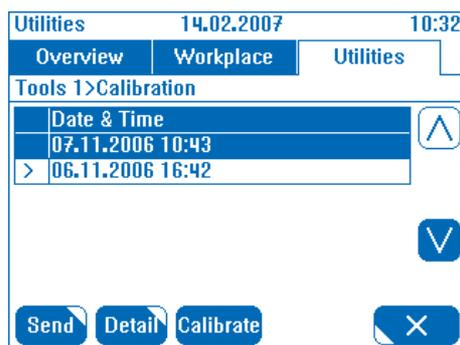 Utilities 14.02.2007 10:32
Overview Workplace Utilities
Tools 1>Calibration
Date & Time
07.11.2006 10:43
> 06.11.2006 16:42
Send Detail Calibrate X